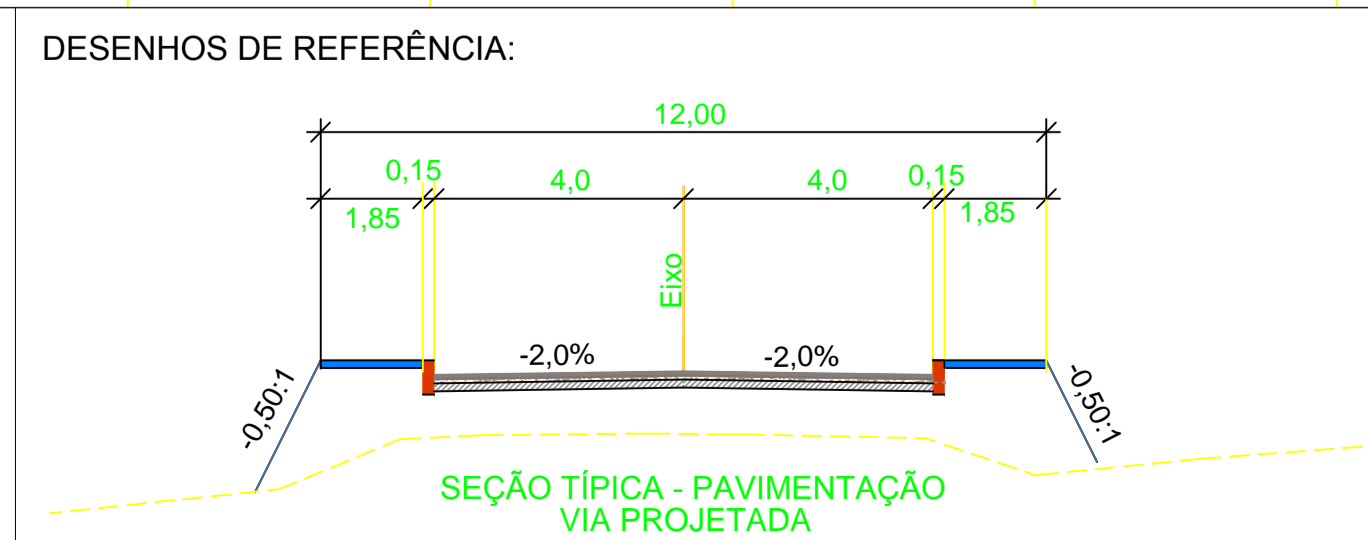 DESENHOS DE REFERÊNCIA:
12,00
0,15
4,0
4,0
0,15
1,85
1,85
Eixo
-2,0%
-2,0%
-0,50:1
-0,50:1
SEÇÃO TÍPICA - PAVIMENTAÇÃO
VIA PROJETADA